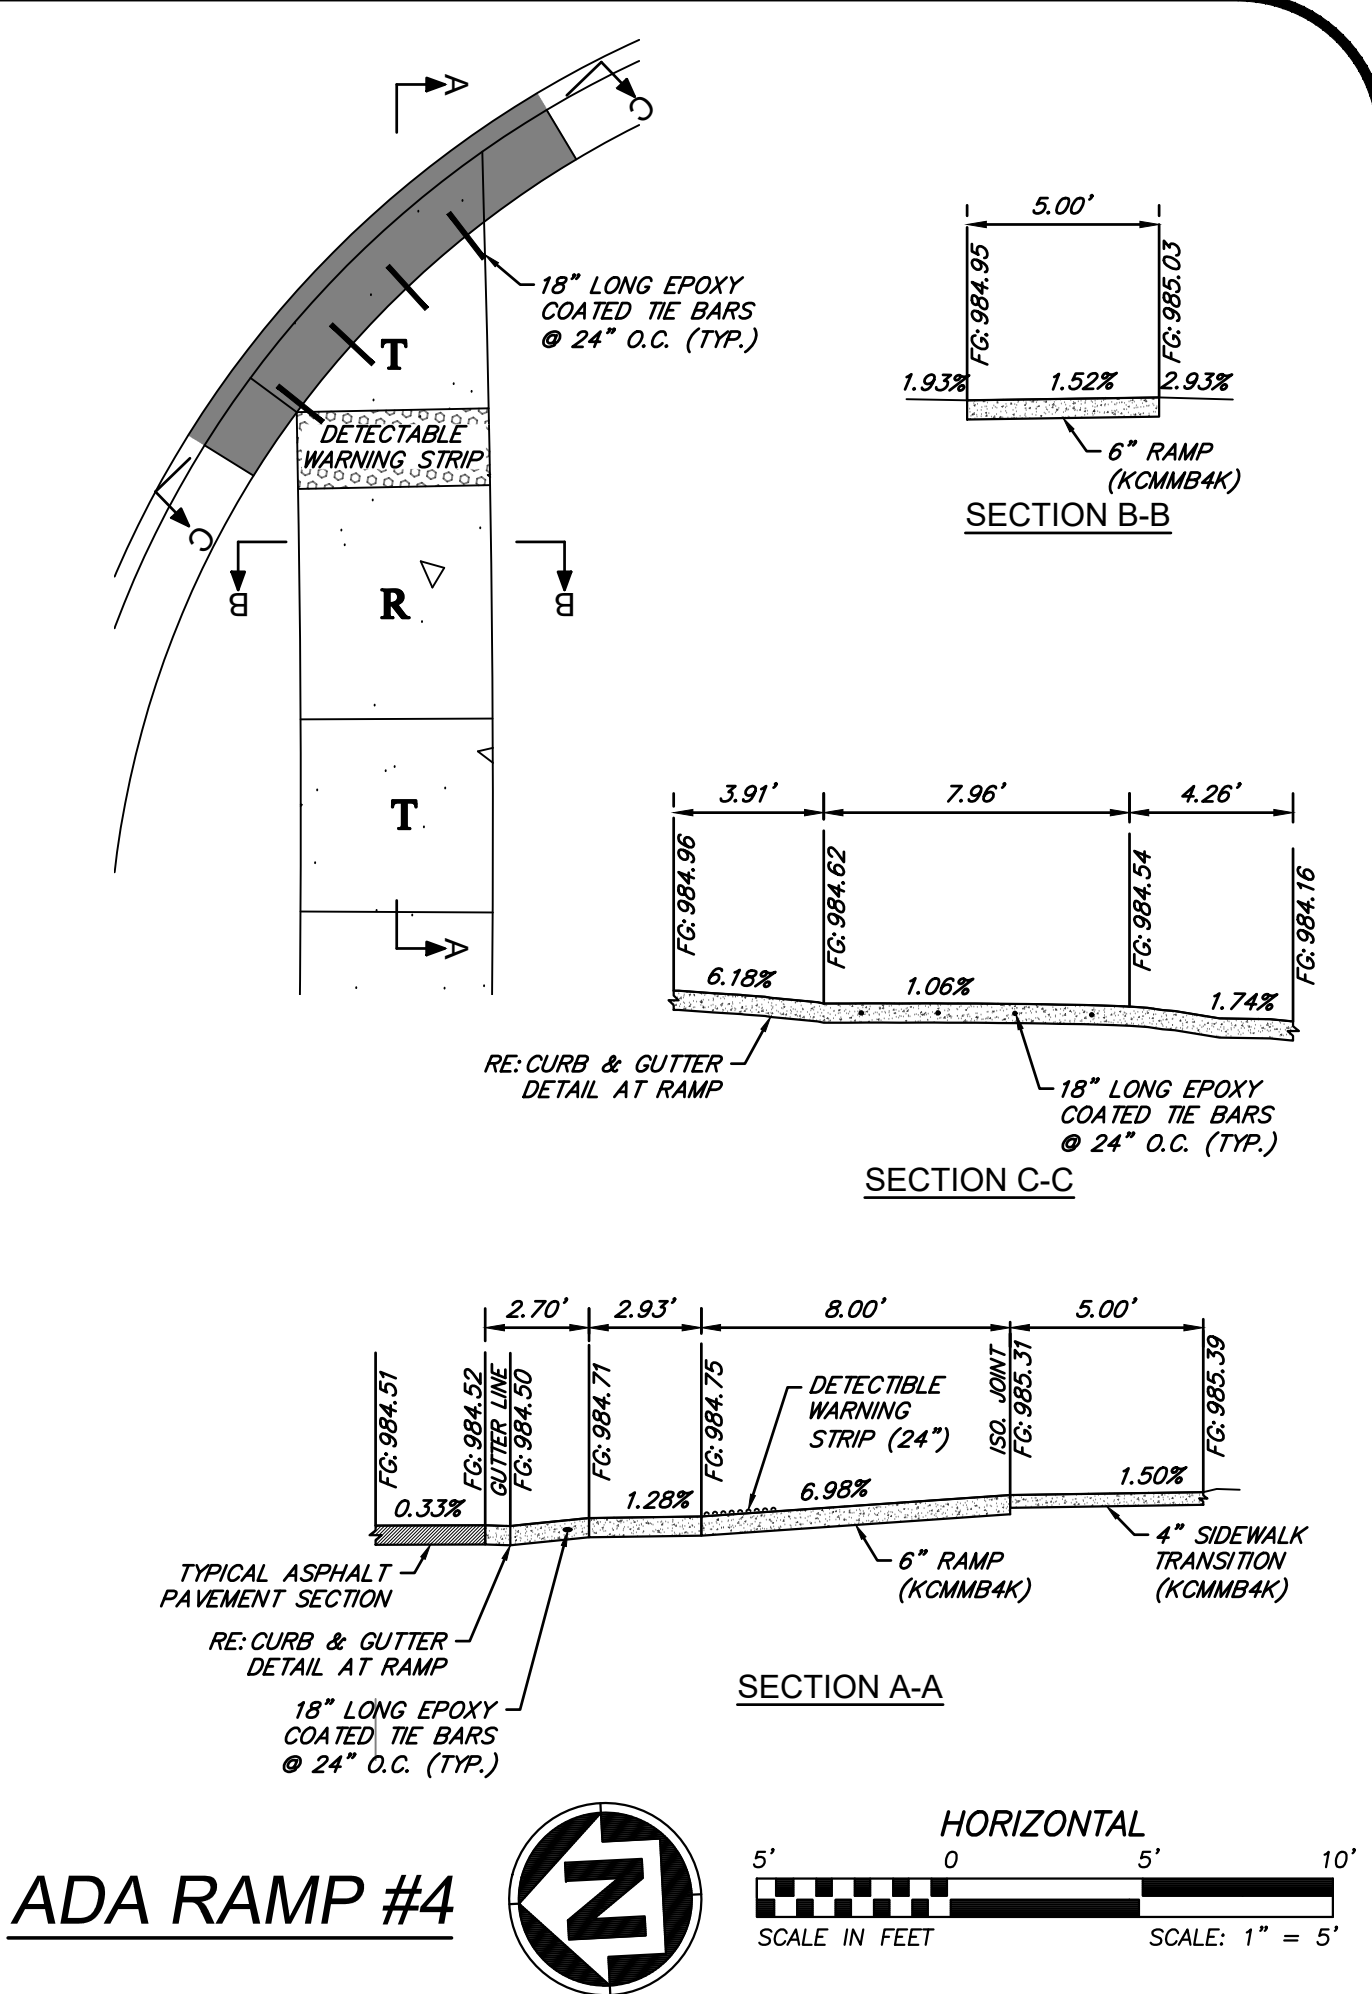 A
C
18” LONG EPOXY
COATED TIE BARS
@ 24” O.C. (TYP.)
T
DETECTABLE
WARNING STRIP
C
B
B
R
T
A
5.00’
FG: 984.95
FG: 985.03
1.93%
1.52%
2.93%
6” RAMP
(KCMMB4K)
SECTION B-B
3.91’
7.96’
4.26’
FG: 984.96
FG: 984.62
FG: 984.54
FG: 984.16
6.18%
1.06%
1.74%
RE: CURB & GUTTER
DETAIL AT RAMP
18” LONG EPOXY
COATED TIE BARS
@ 24” O.C. (TYP.)
SECTION C-C
2.70’
2.93’
8.00’
5.00’
FG: 984.51
FG: 984.52
GUTTER LINE
FG: 984.50
FG: 984.71
FG: 984.75
ISO. JOINT
FG: 985.31
FG: 985.39
DETECTIBLE
WARNING
STRIP (24”)
0.33%
1.28%
6.98%
1.50%
TYPICAL ASPHALT
PAVEMENT SECTION
RE: CURB & GUTTER
DETAIL AT RAMP
18” LONG EPOXY
COATED TIE BARS
@ 24” O.C. (TYP.)
6” RAMP
(KCMMB4K)
4” SIDEWALK
TRANSITION
(KCMMB4K)
SECTION A-A
ADA RAMP #4
N
HORIZONTAL
5’ 0 5’ 10’
SCALE IN FEET
SCALE: 1” = 5’